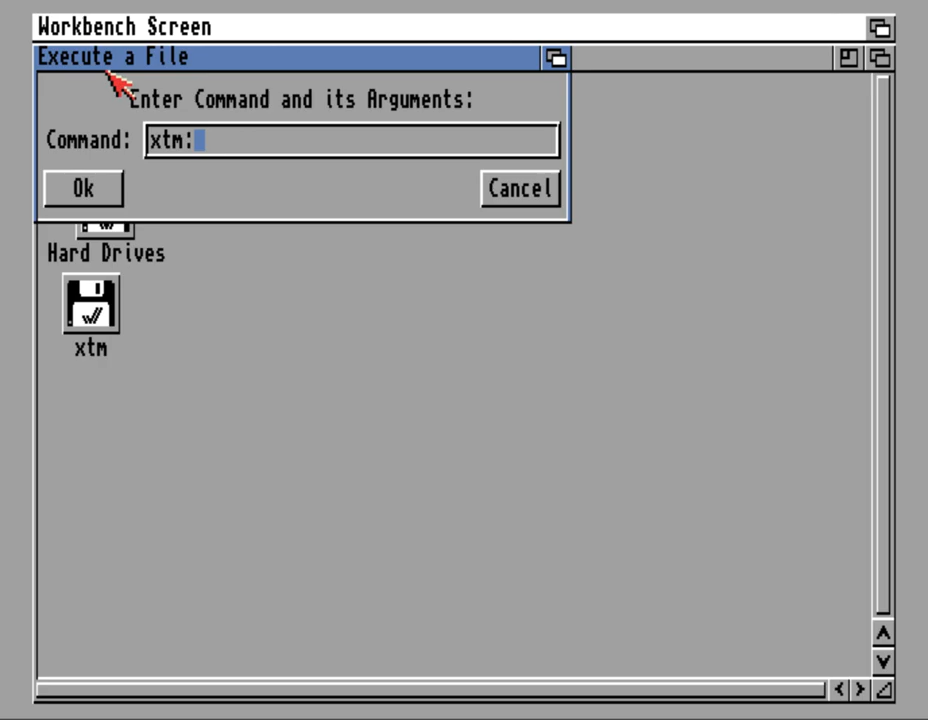 Workbench Screen
Execute a File
Enter Command and its Arguments:
Command: xtm:
Ok
Cancel
Hard Drives
xtm